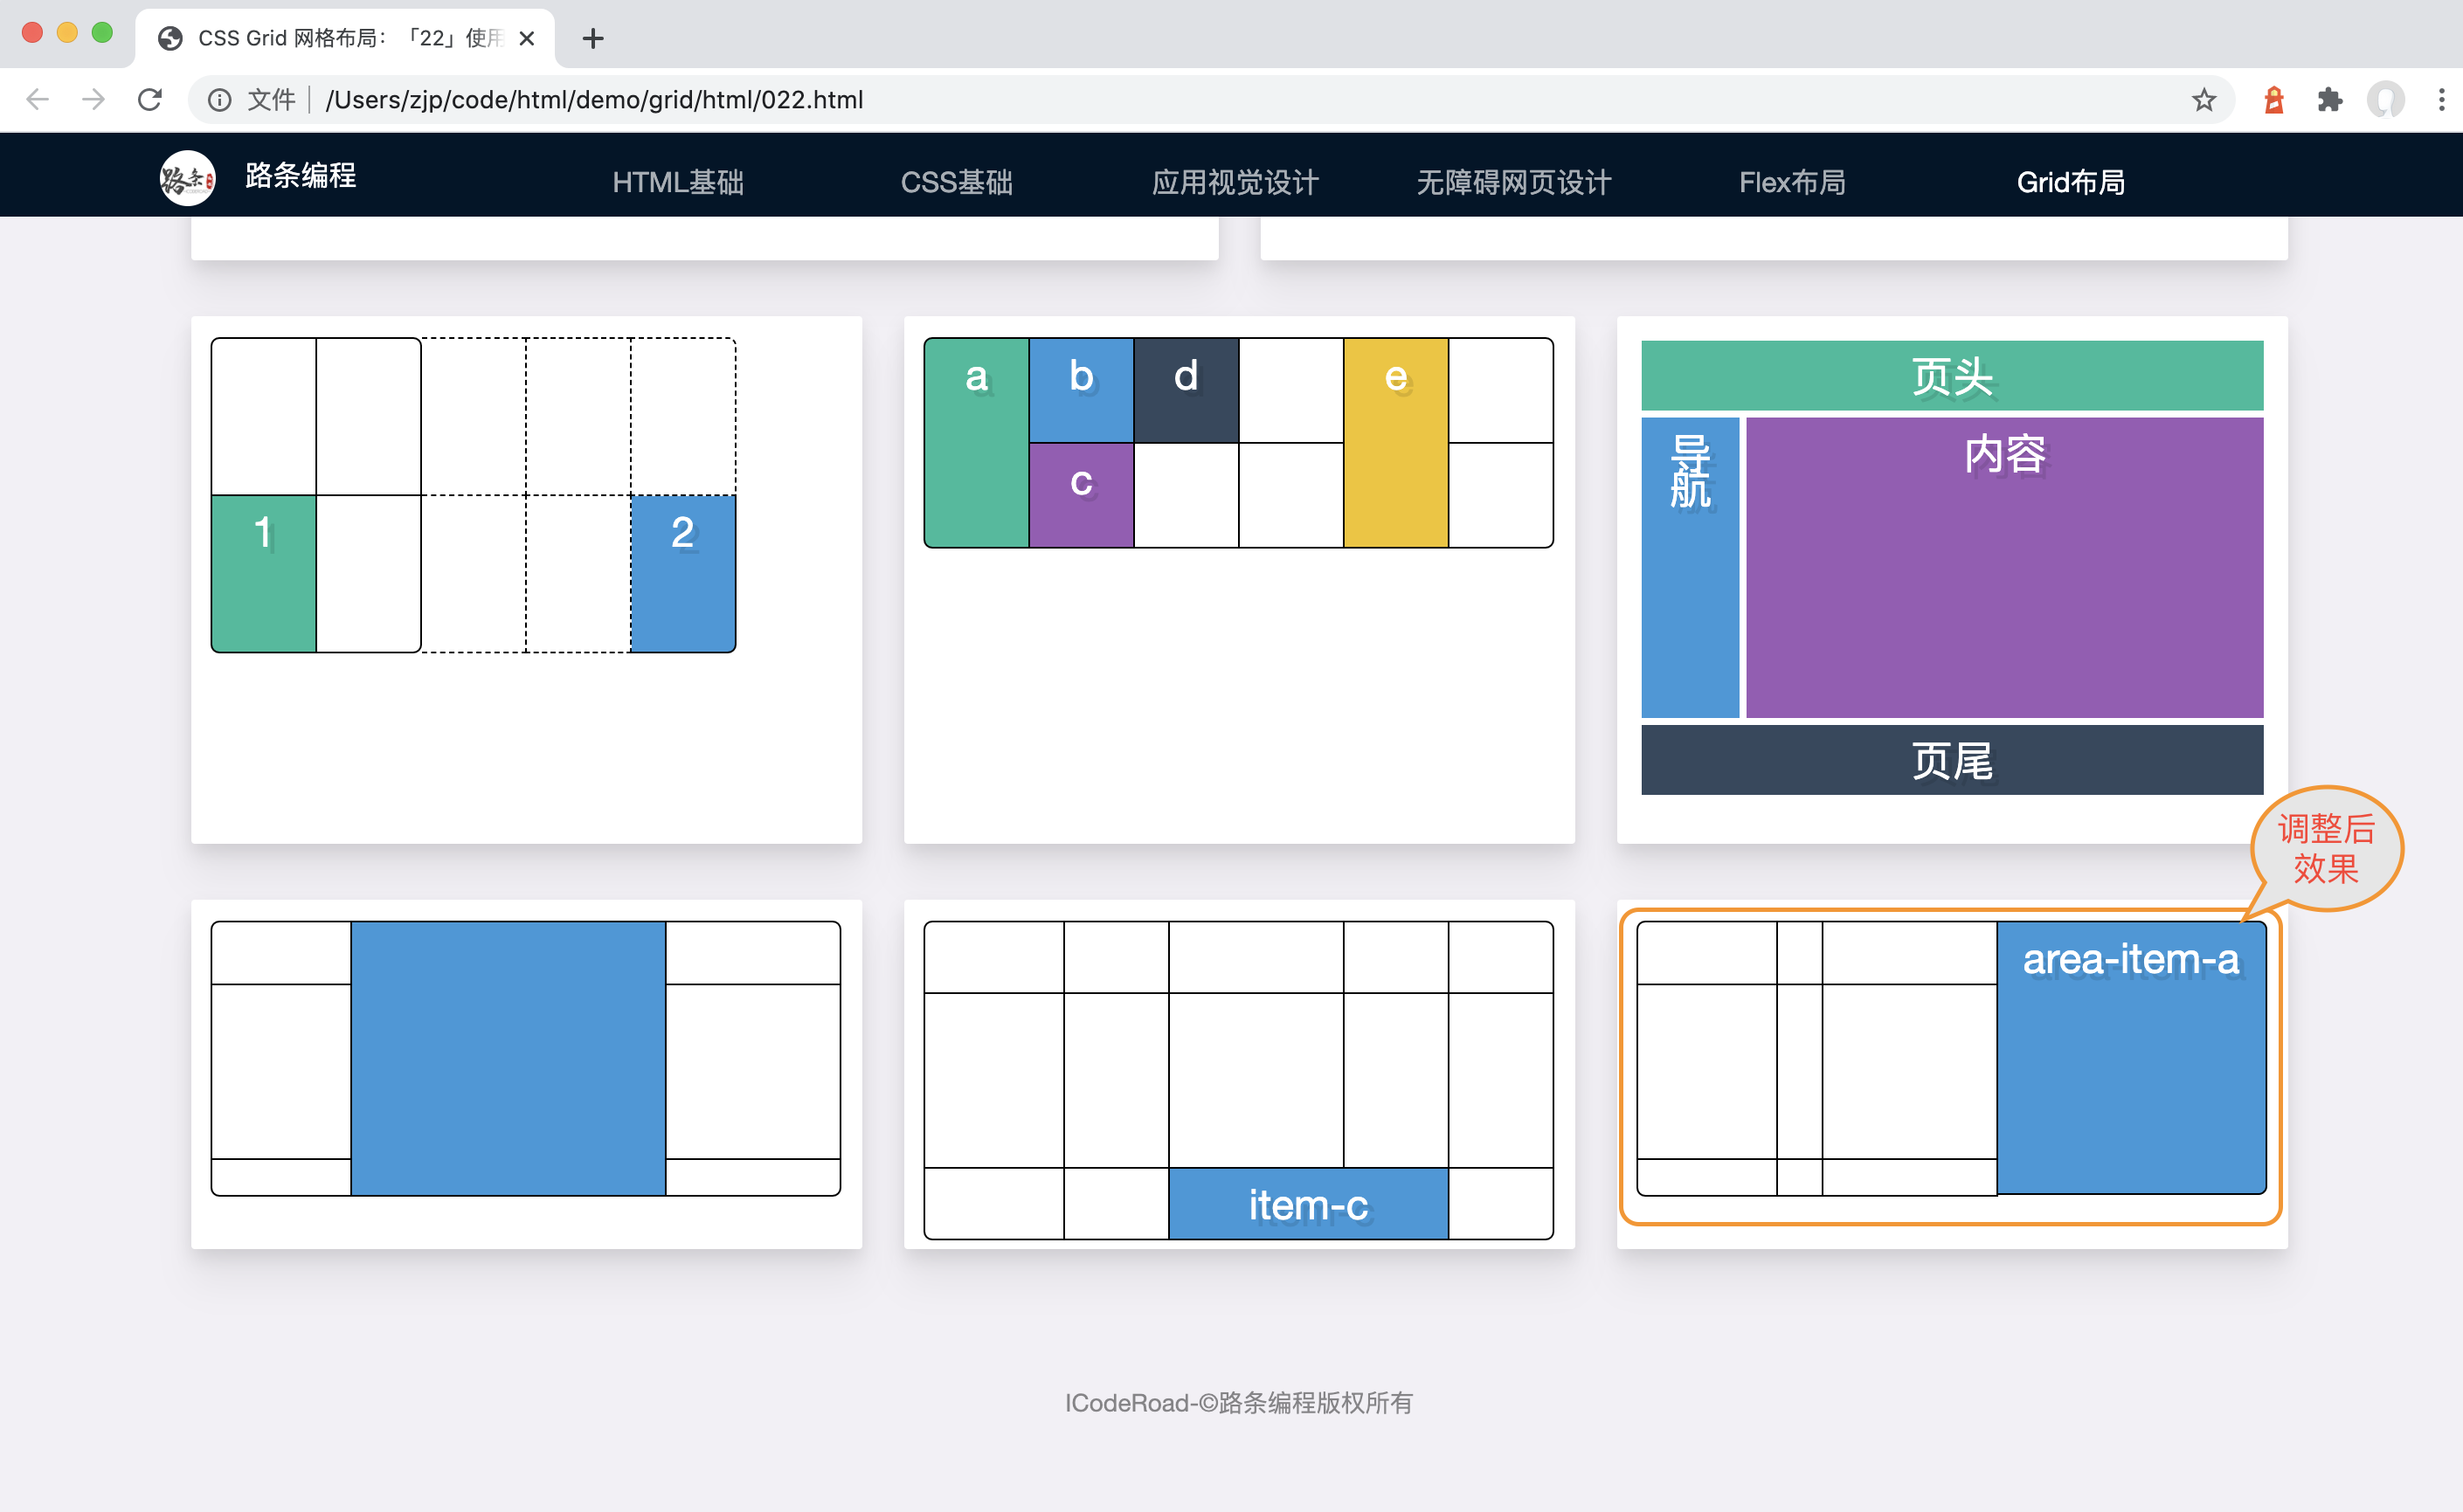 CSS Grid 网格布局：「22」使用
文件 /Users/zjp/code/html/demo/grid/html/022.html
路条编程 HTML基础 CSS基础 应用视觉设计 无障碍网页设计 Flex布局 Grid布局
1
2
a
b
d
e
c
页头
导
航
内容
页尾
调整后
效果
item-c
area-item-a
ICodeRoad-©路条编程版权所有